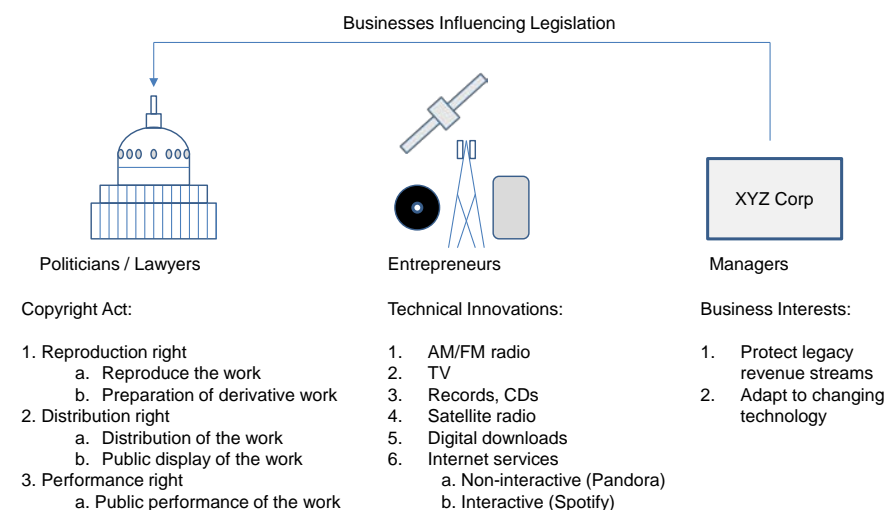 Businesses Influencing Legislation
XYZ Corp
Politicians / Lawyers
Entrepreneurs
Managers
Copyright Act:
1. Reproduction right
a. Reproduce the work
b. Preparation of derivative work
2. Distribution right
a. Distribution of the work
b. Public display of the work
3. Performance right
a. Public performance of the work
Technical Innovations:
1. AM/FM radio
2. TV
3. Records, CDs
4. Satellite radio
5. Digital downloads
6. Internet services
a. Non-interactive (Pandora)
b. Interactive (Spotify)
Business Interests:
1. Protect legacy
revenue streams
2. Adapt to changing
technology